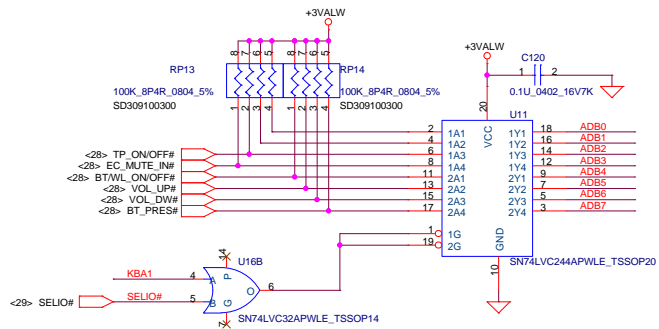 +3VALW
RP13
8 7 6 5
8 7 6 5
RP14
100K_8P4R_0804_5%
100K_8P4R_0804_5%
SD309100300
SD309100300
1 2 3 4
1 2 3 4
+3VALW
C120
1 2
0.1U_0402_16V7K
20
U11
VCC
2 1A1 1Y1 18 ADB0
4 1A2 1Y2 16 ADB1
<28> TP_ON/OFF# 6 1A3 1Y3 14 ADB2
<28> EC_MUTE_IN# 8 1A4 1Y4 12 ADB3
<28> BT/WL_ON/OFF# 11 2A1 2Y1 9 ADB4
<28> VOL_UP# 13 2A2 2Y2 7 ADB5
<28> VOL_DW# 15 2A3 2Y3 5 ADB6
<28> BT_PRES# 17 2A4 2Y4 3 ADB7
1 1G
19 2G
GND
10
SN74LVC244APWLE_TSSOP20
14
U16B
KBA1 4 A P
O 6
<29> SELIO# SELIO# 5 B G
7
SN74LVC32APWLE_TSSOP14